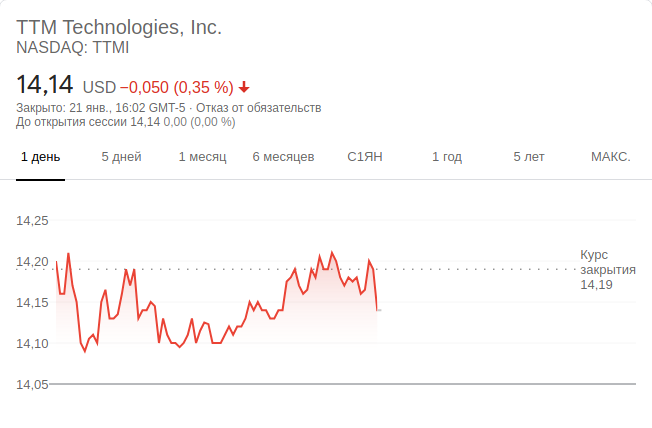 TTM Technologies, Inc.
NASDAQ: TTMI
14,14 USD −0,050 (0,35 %)
Закрыто: 21 янв., 16:02 GMT-5 · Отказ от обязательств
До открытия сессии 14,14 0,00 (0,00 %)
1 день 5 дней 1 месяц 6 месяцев С1ЯН 1 год 5 лет МАКС.
14,25
14,20
14,15
14,10
14,05
Курс
закрытия
14,19